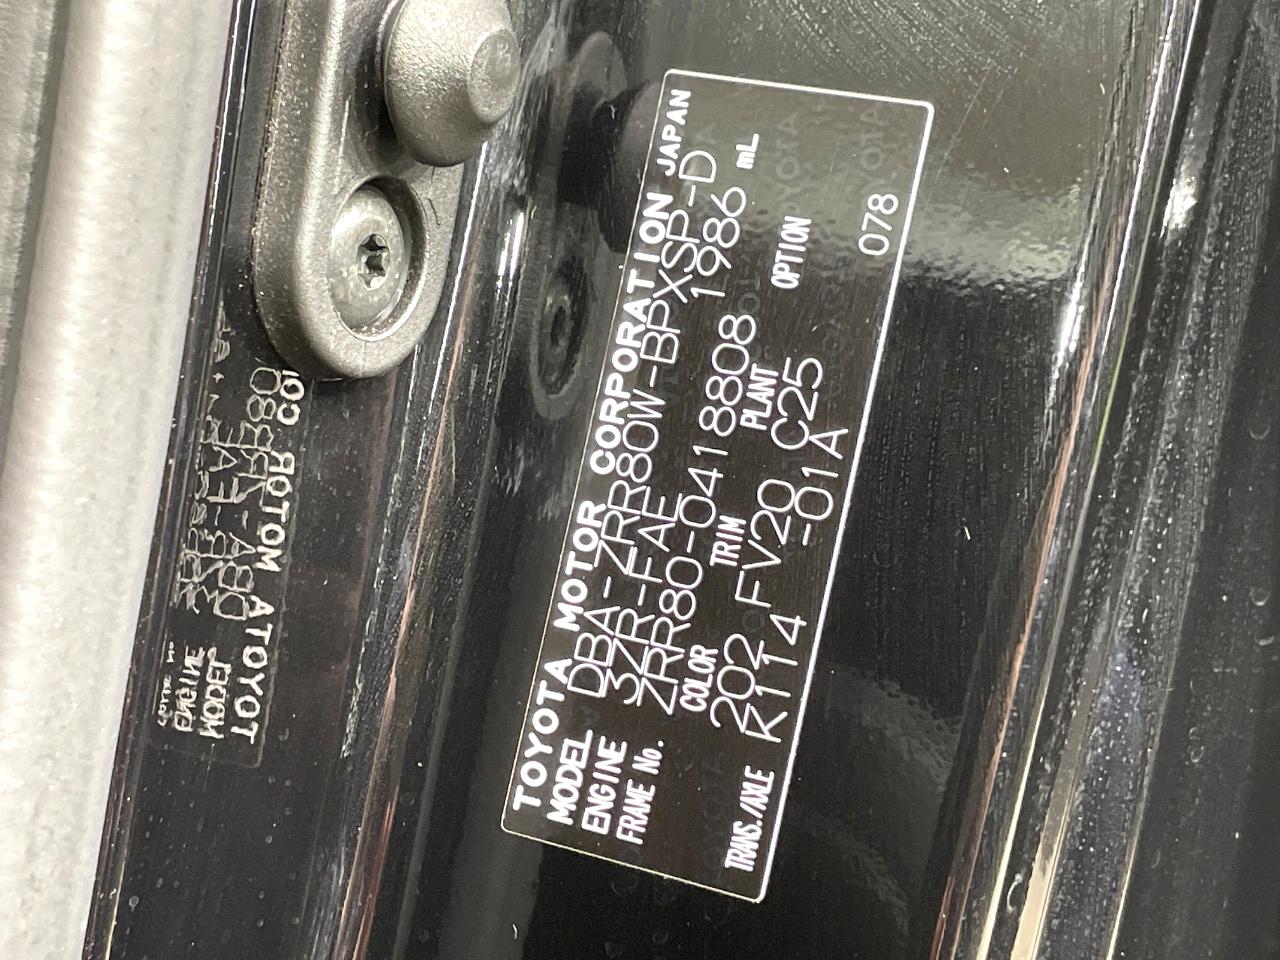 TOYOTA MOTOR CORPORATION JAPAN
MODEL DBA-ZRR80W-BPXSP-D
ENGINE 3ZR-FAE 1986 mL
FRAME No. ZRR80-0418808
COLOR TRIM PLANT OPTION
202 FV20 C25
TRANS./AXLE K114 -01A 078